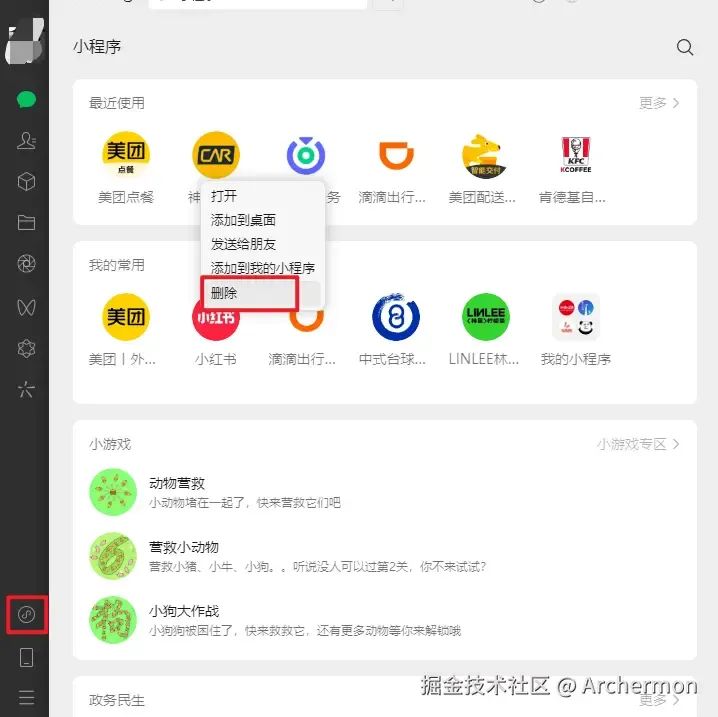 小程序
最近使用
更多
美团
点餐
CAR
智能交付
KFC
KCOFFEE
美团点餐
神
务
滴滴出行...
美团配送...
肯德基自...
打开
添加到桌面
发送给朋友
添加到我的小程序
删除
我的常用
美团
小红书
LINLEE
美团丨外...
小红书
滴滴出行...
中式台球...
LINLEE林...
我的小程序
小游戏
小游戏专区
动物营救
小动物堵在一起了，快来营救它们吧
营救小动物
营救小猪、小牛、小狗。。听说没人可以过第2关，你不来试试?
小狗大作战
小狗狗被困住了，快来救救它，还有更多动物等你来解锁哦
政务民生
更多
掘金技术社区 @ Archermon